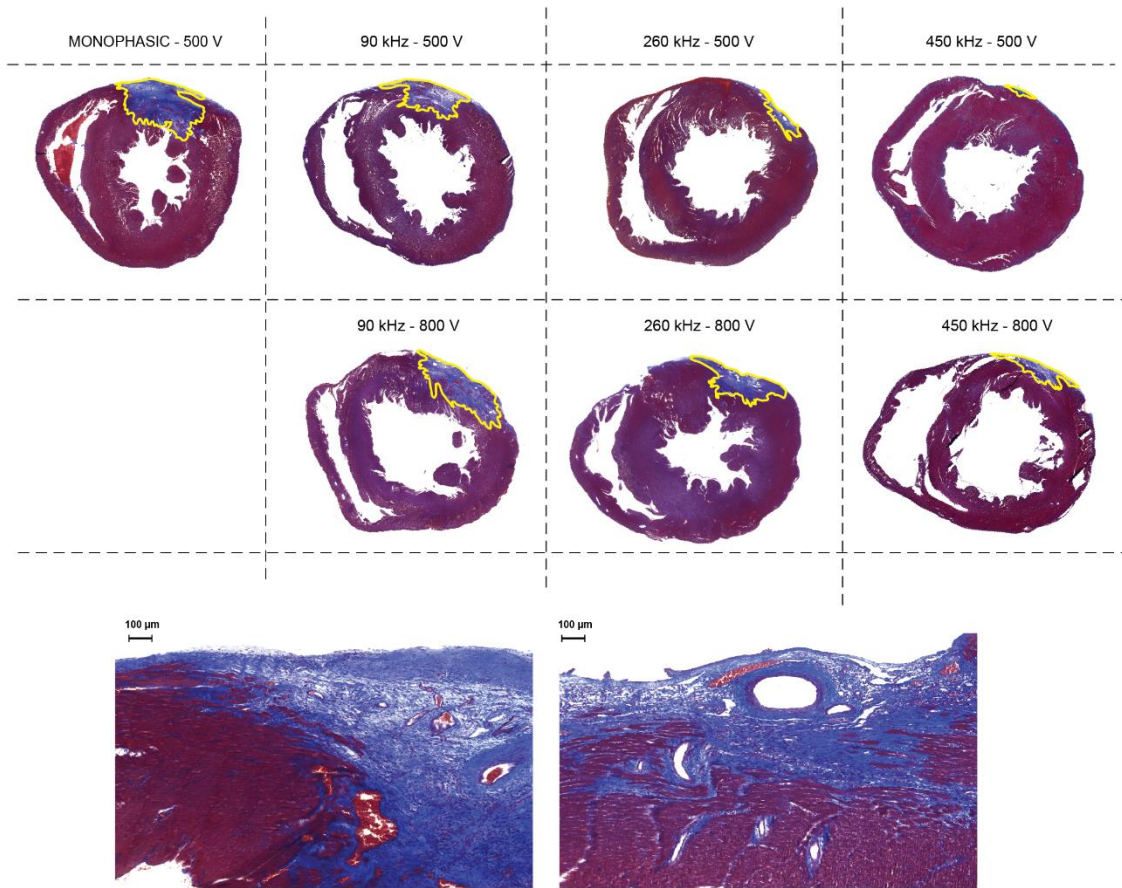 MONOPHASIC - 500 V
90 kHz - 500 V
260 kHz - 500 V
450 kHz - 500 V
90 kHz - 800 V
260 kHz - 800 V
450 kHz - 800 V
100 µm
100 µm